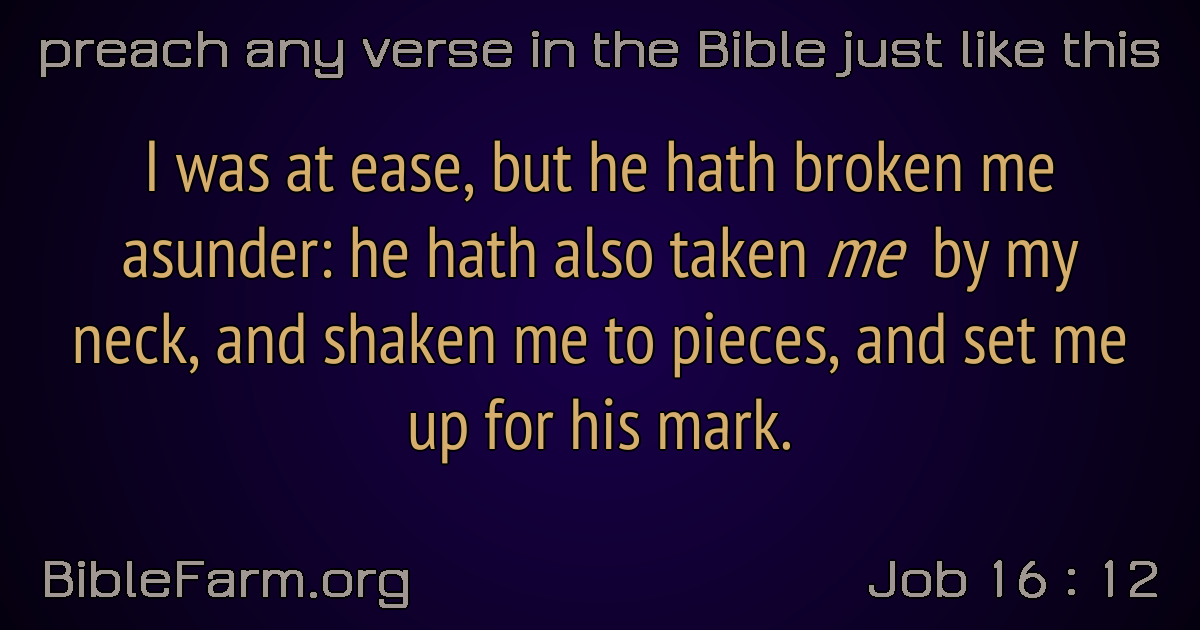 preach any verse in the Bible just like this
I was at ease, but he hath broken me
asunder: he hath also taken me by my
neck, and shaken me to pieces, and set me
up for his mark.
BibleFarm.org
Job 16 : 12